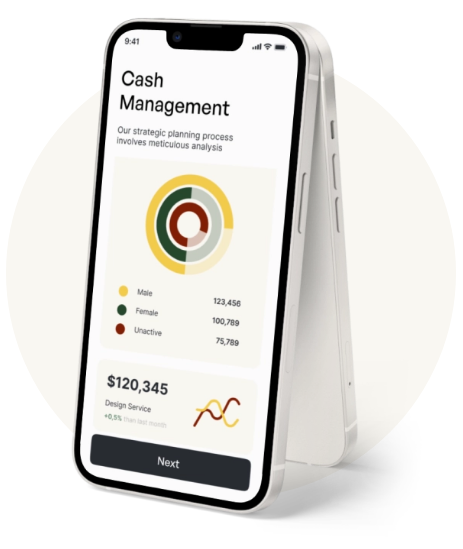 9:41
Cash
Management
Our strategic planning process
involves meticulous analysis
Male 123,456
Female 100,789
Unactive 75,789
$120,345
Design Service
+0,5% than last month
Next